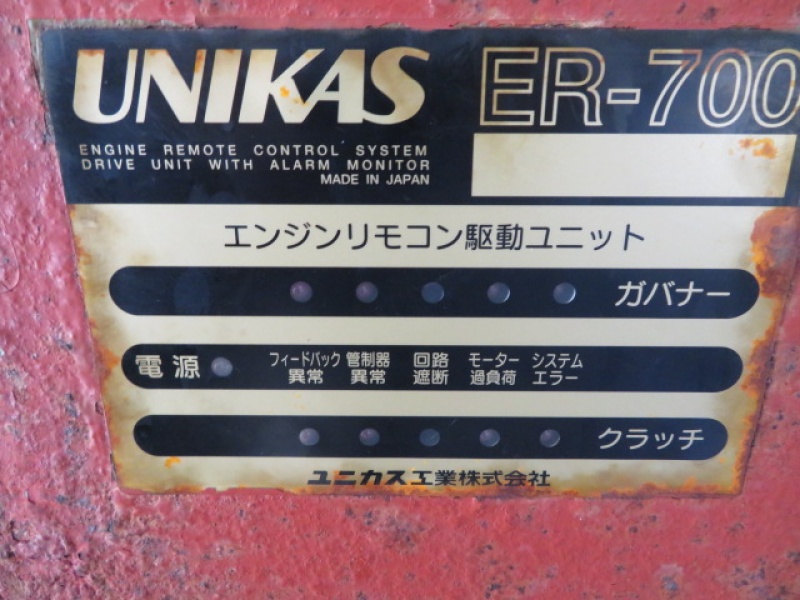 UNIKAS ER-700
ENGINE REMOTE CONTROL SYSTEM
DRIVE UNIT WITH ALARM MONITOR
MADE IN JAPAN
エンジンリモコン駆動ユニット
ガバナー
電源 フィードバック異常 管制器異常 回路遮断 モーター過負荷 システムエラー
クラッチ
ユニカス工業株式会社